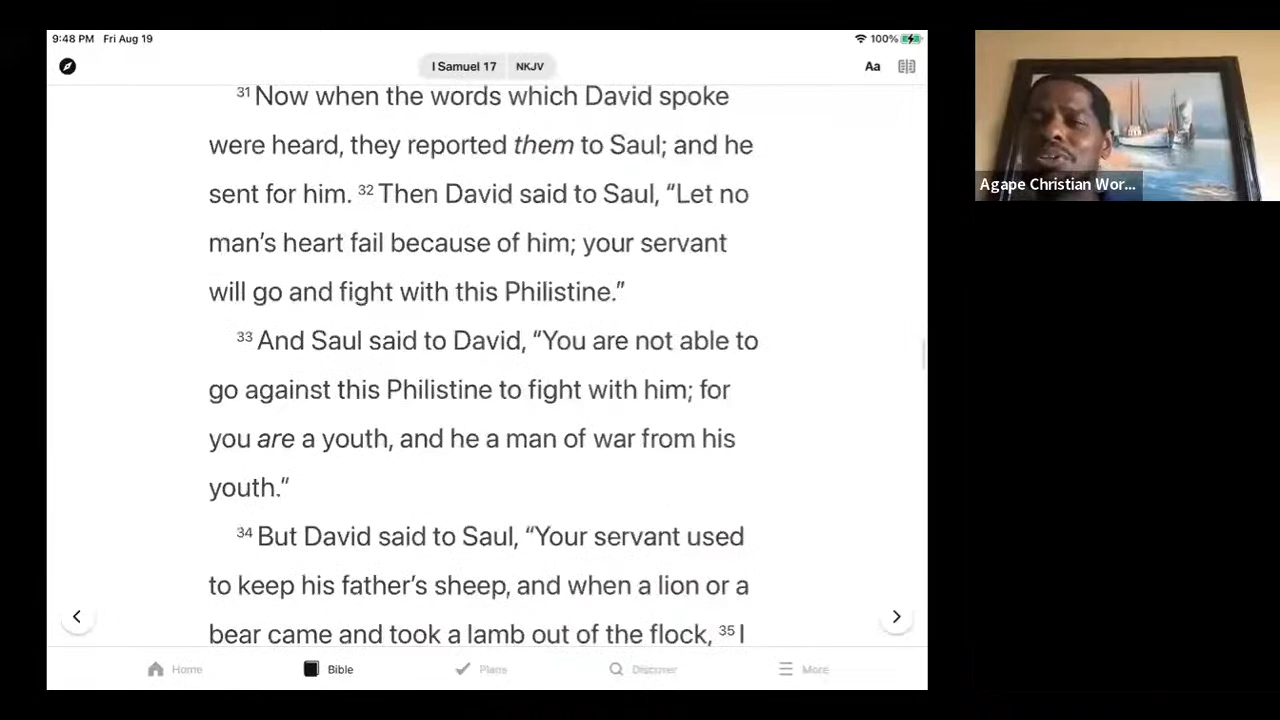 9:48 PM Fri Aug 19
100%
I Samuel 17 NKJV
Aa
31 Now when the words which David spoke
were heard, they reported them to Saul; and he
sent for him. 32 Then David said to Saul, “Let no
man’s heart fail because of him; your servant
will go and fight with this Philistine.”
33 And Saul said to David, “You are not able to
go against this Philistine to fight with him; for
you are a youth, and he a man of war from his
youth.”
34 But David said to Saul, “Your servant used
to keep his father’s sheep, and when a lion or a
bear came and took a lamb out of the flock, 35 I
Home Bible Plans Discover More
Agape Christian Wor...